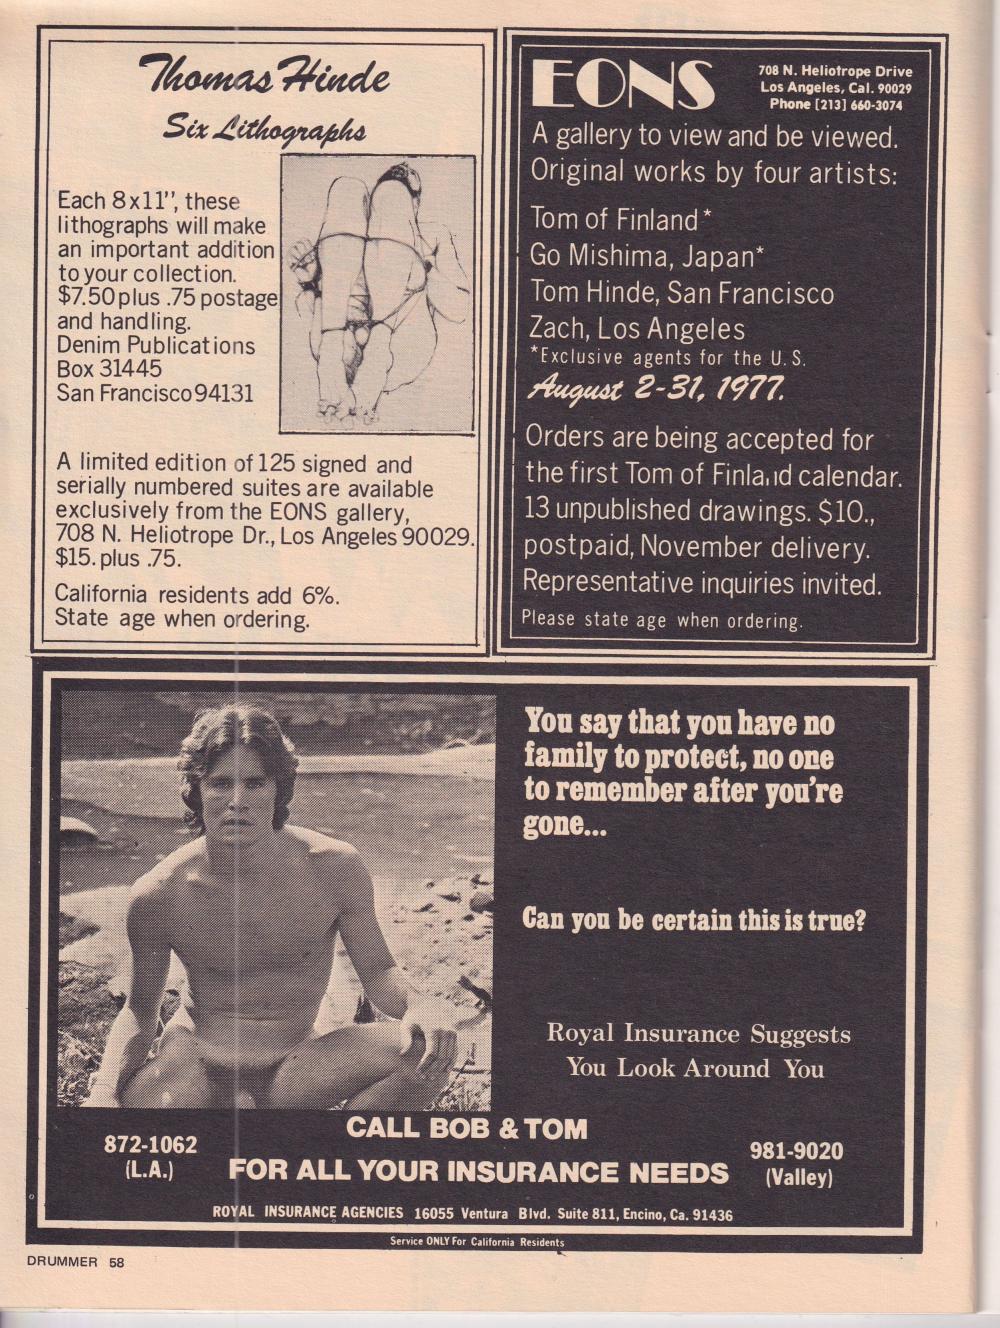 Thomas Hinde
Six Lithographs
Each 8x11", these
lithographs will make
an important addition
to your collection.
$7.50 plus .75 postage
and handling.
Denim Publications
Box 31445
San Francisco 94131
A limited edition of 125 signed and
serially numbered suites are available
exclusively from the EONS gallery,
708 N. Heliotrope Dr., Los Angeles 90029.
$15. plus .75.
California residents add 6%.
State age when ordering.
EONS
708 N. Heliotrope Drive
Los Angeles, Cal. 90029
Phone [213] 660-3074
A gallery to view and be viewed.
Original works by four artists:
Tom of Finland*
Go Mishima, Japan*
Tom Hinde, San Francisco
Zach, Los Angeles
*Exclusive agents for the U.S.
August 2-31, 1977.
Orders are being accepted for
the first Tom of Finland calendar.
13 unpublished drawings. $10.,
postpaid, November delivery.
Representative inquiries invited.
Please state age when ordering.
You say that you have no
family to protect, no one
to remember after you're
gone...
Can you be certain this is true?
Royal Insurance Suggests
You Look Around You
CALL BOB & TOM
872-1062
(L.A.)
FOR ALL YOUR INSURANCE NEEDS
981-9020
(Valley)
ROYAL INSURANCE AGENCIES 16055 Ventura Blvd. Suite 811, Encino, Ca. 91436
Service ONLY For California Residents
DRUMMER 58